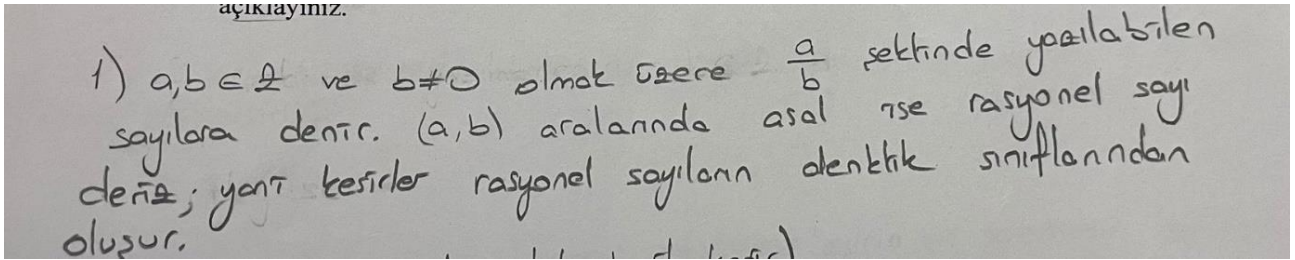 açıklayınız.
1) a,b ∈ Z ve b≠0 olmak üzere a/b şeklinde yazılabilen
sayılara denir. (a,b) aralarında asal ise rasyonel sayı
deriz; yani kesirler rasyonel sayıların denklik sınıflarından
oluşur.